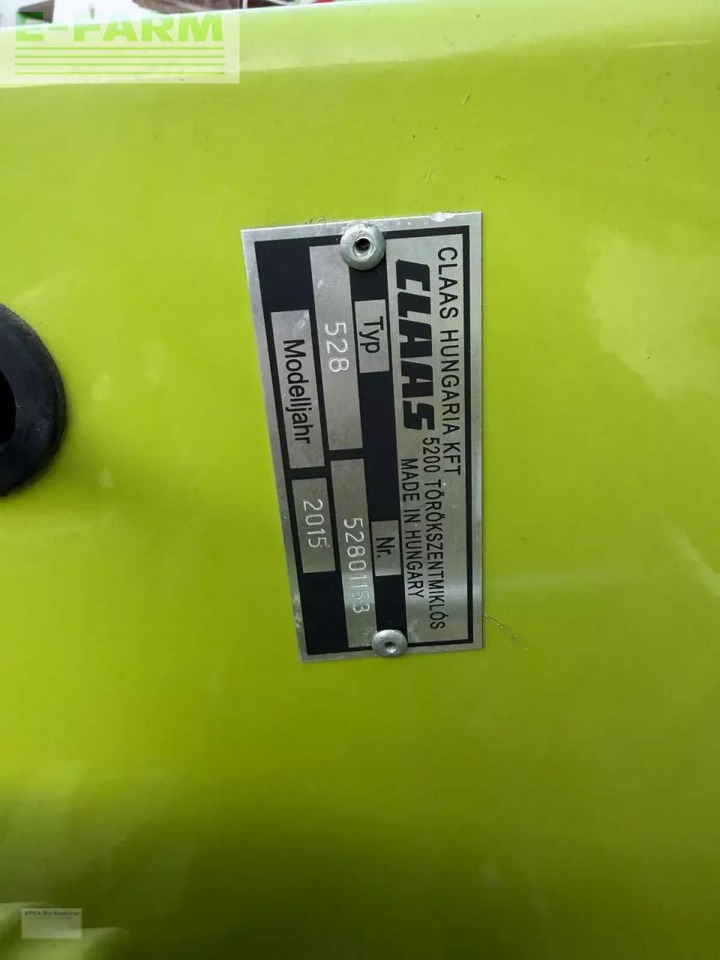 E-FARM
CLAAS HUNGARIA KFT
CLAAS
5200 TÖRÖKSZENTMIKLÓS
MADE IN HUNGARY
Typ
Nr.
528
52801153
Modelljahr
2015